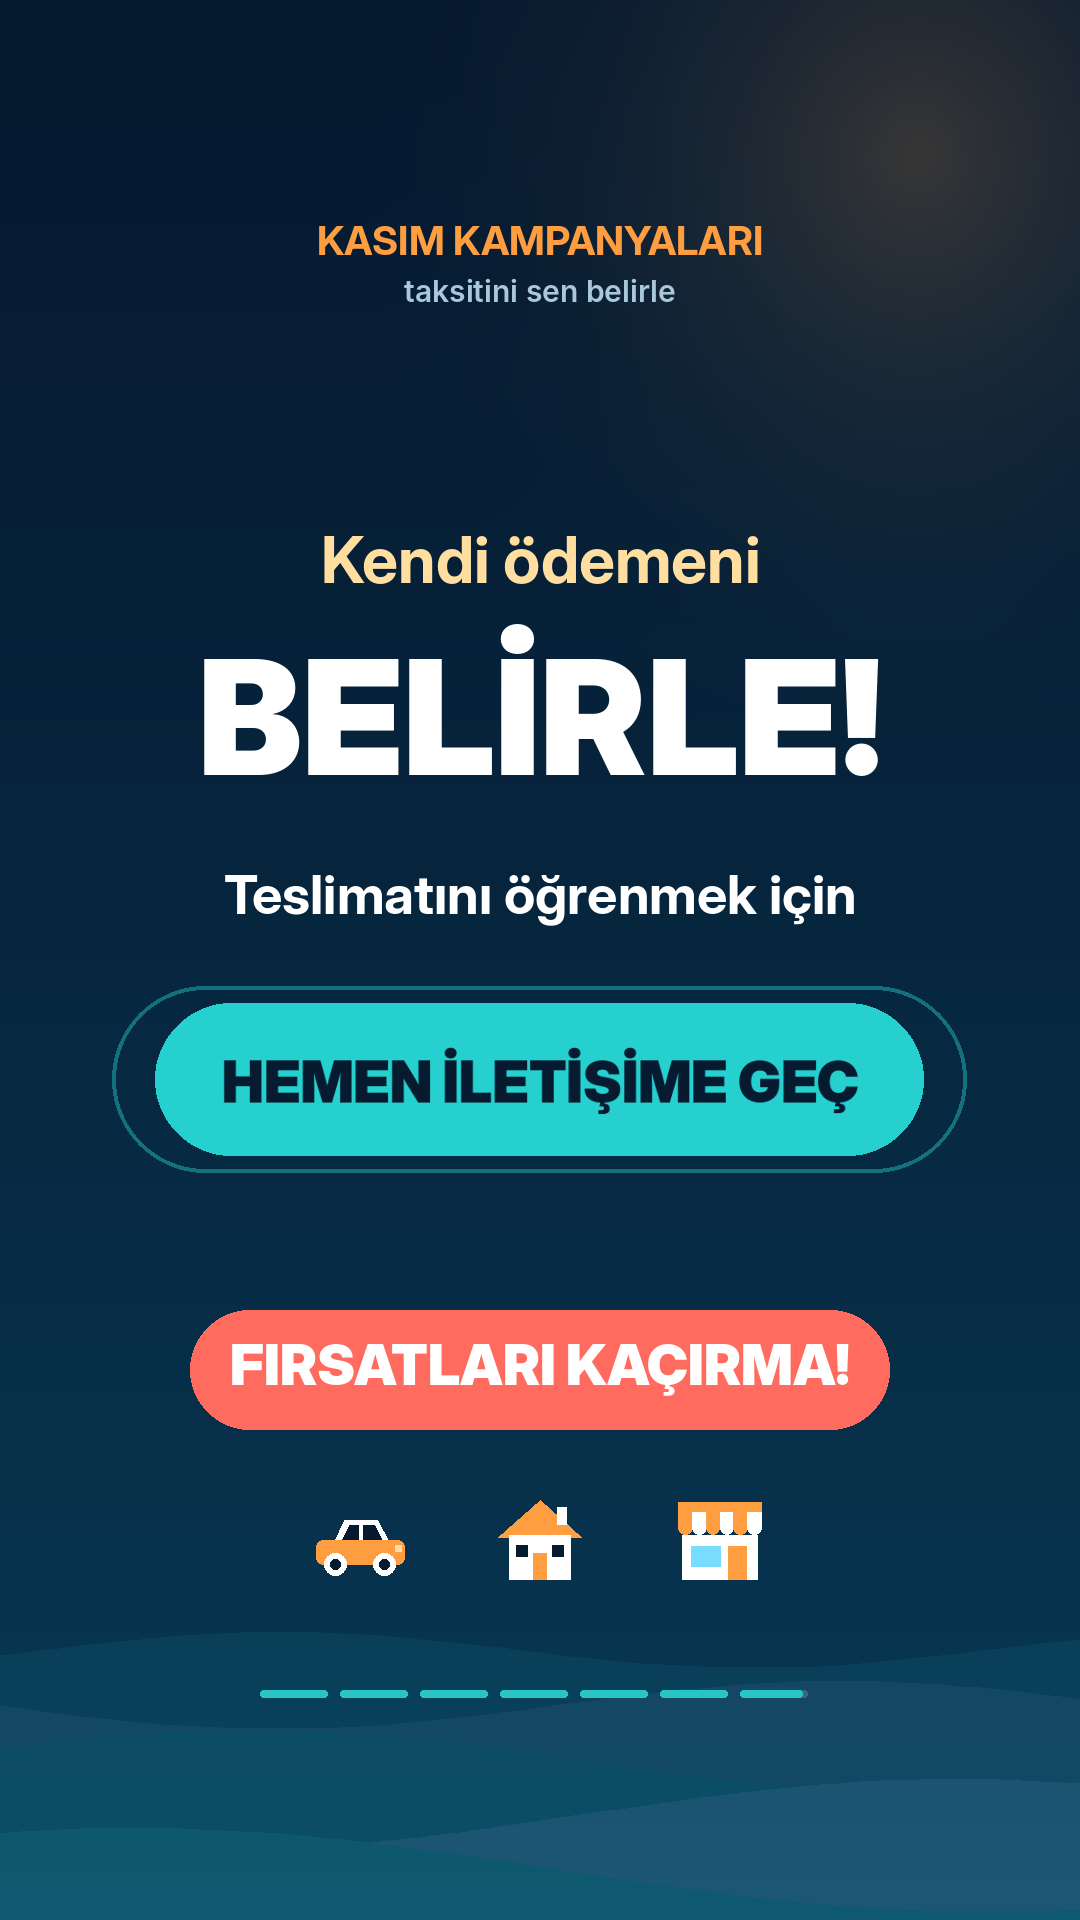 KASIM KAMPANYALARI
taksitini sen belirle
Kendi ödemeni
BELİRLE!
Teslimatını öğrenmek için
HEMEN İLETİŞİME GEÇ
FIRSATLARI KAÇIRMA!